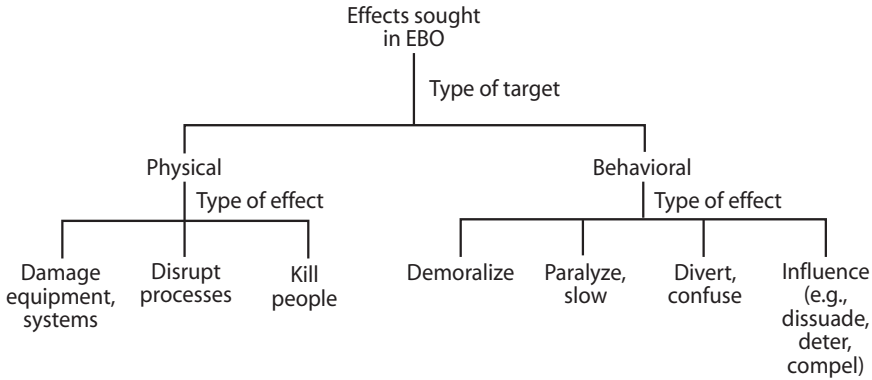 Effects sought
in EBO
Type of target
Physical
Behavioral
Type of effect
Type of effect
Damage
equipment,
systems
Disrupt
processes
Kill
people
Demoralize
Paralyze,
slow
Divert,
confuse
Influence
(e.g.,
dissuade,
deter,
compel)